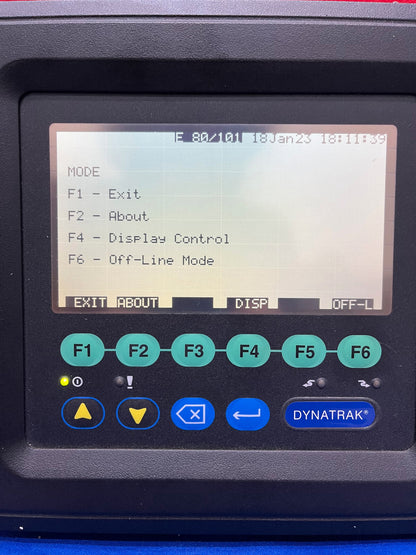 E 80/101 18Jan23 18:11:39
MODE
F1 - Exit
F2 - About
F4 - Display Control
F6 - Off-Line Mode
EXIT ABOUT DISP OFF-L
F1 F2 F3 F4 F5 F6
!
DYNATRAK®